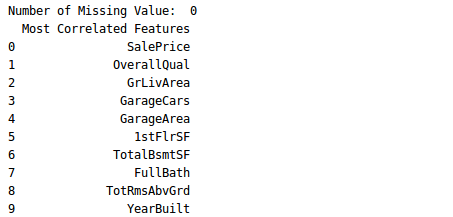 Number of Missing Value:  0
  Most Correlated Features
0                SalePrice
1              OverallQual
2                GrLivArea
3               GarageCars
4               GarageArea
5                 1stFlrSF
6              TotalBsmtSF
7                 FullBath
8             TotRmsAbvGrd
9                YearBuilt